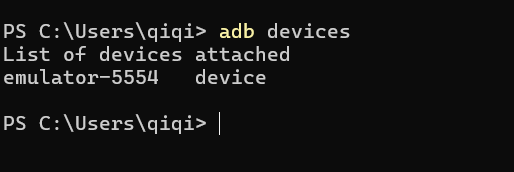 PS C:\Users\qiqi> adb devices
List of devices attached
emulator-5554   device
PS C:\Users\qiqi>